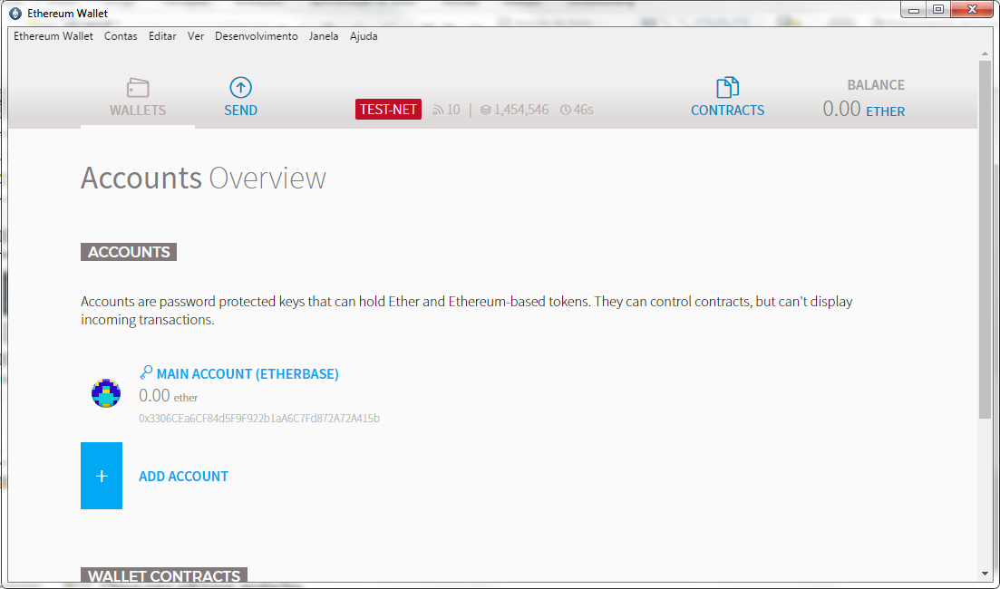 Ethereum Wallet
Ethereum Wallet Contas Editar Ver Desenvolvimento Janela Ajuda
WALLETS SEND TEST-NET 10 | 1,454,546 46s CONTRACTS BALANCE
0.00 ETHER
Accounts Overview
ACCOUNTS
Accounts are password protected keys that can hold Ether and Ethereum-based tokens. They can control contracts, but can't display
incoming transactions.
MAIN ACCOUNT (ETHERBASE)
0.00 ether
0x3306CEa6CF84d5F9F922b1aA6C7Fd872A72A415b
+ ADD ACCOUNT
WALLET CONTRACTS